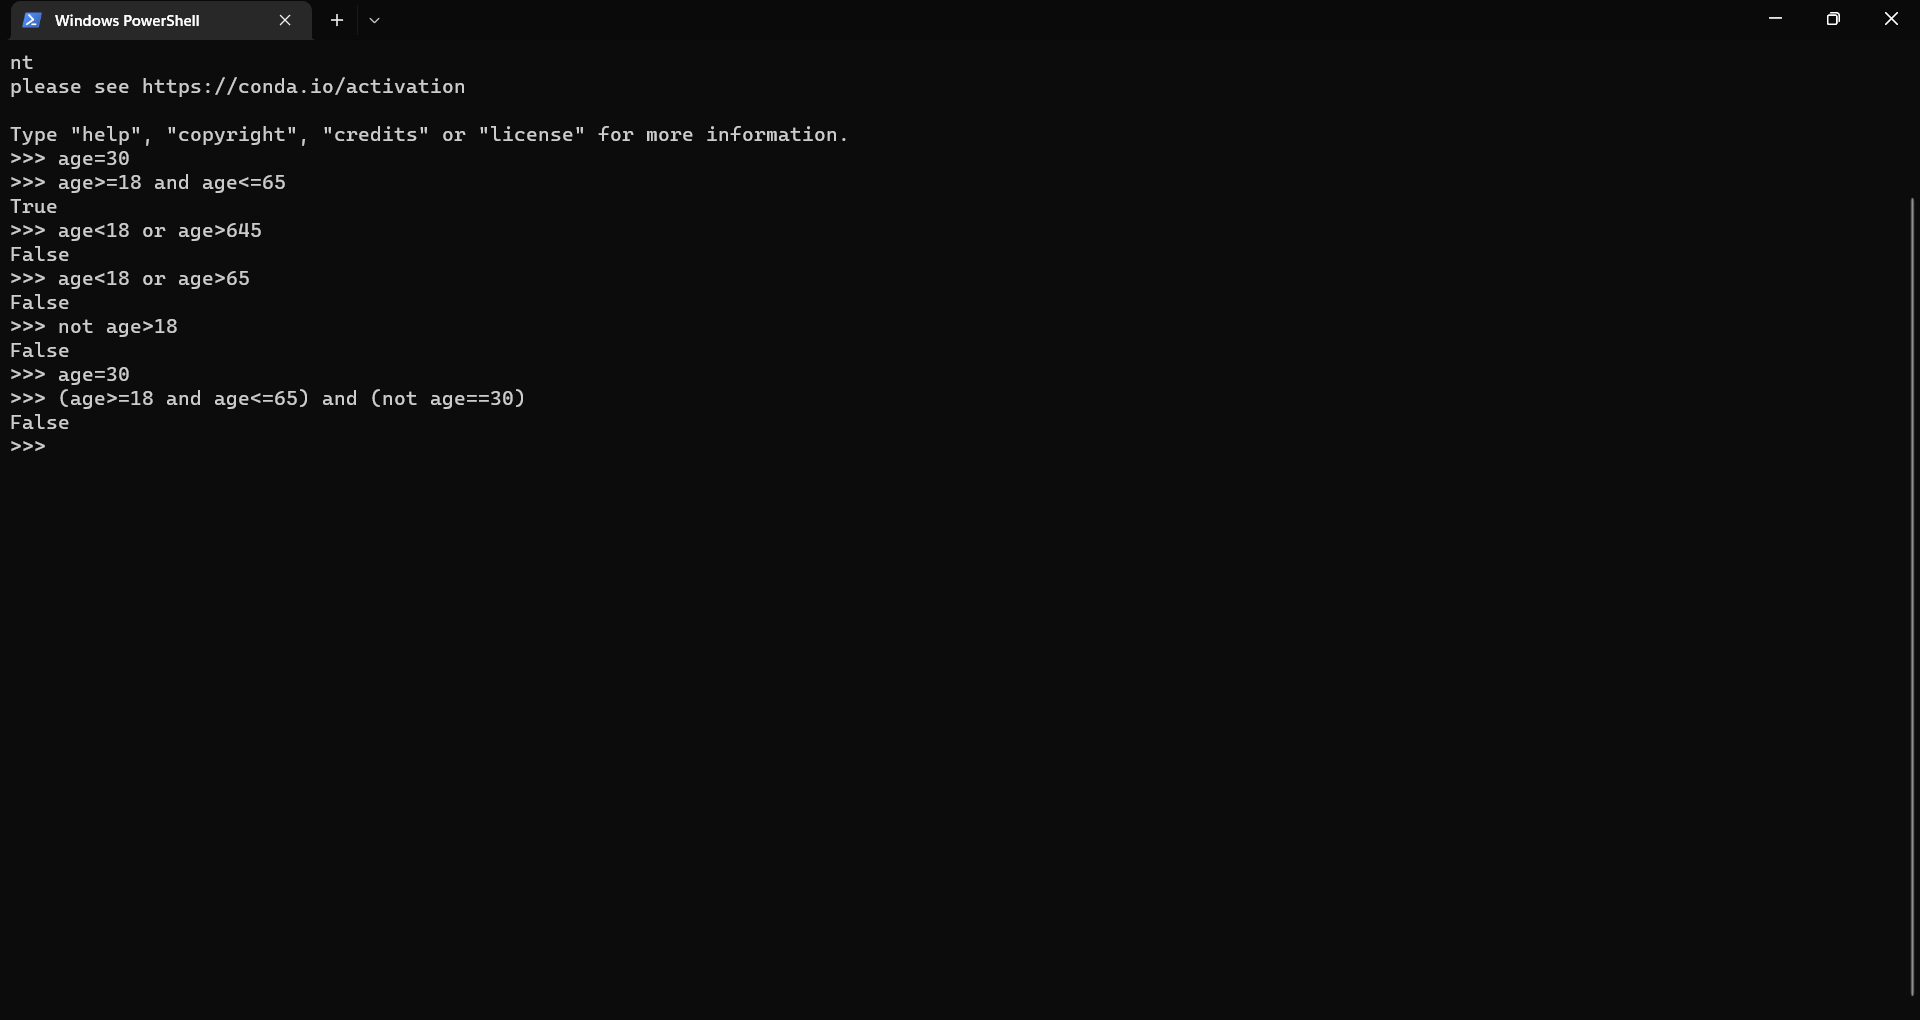 Windows PowerShell
nt
please see https://conda.io/activation
Type "help", "copyright", "credits" or "license" for more information.
>>> age=30
>>> age>=18 and age<=65
True
>>> age<18 or age>645
False
>>> age<18 or age>65
False
>>> not age>18
False
>>> age=30
>>> (age>=18 and age<=65) and (not age==30)
False
>>>